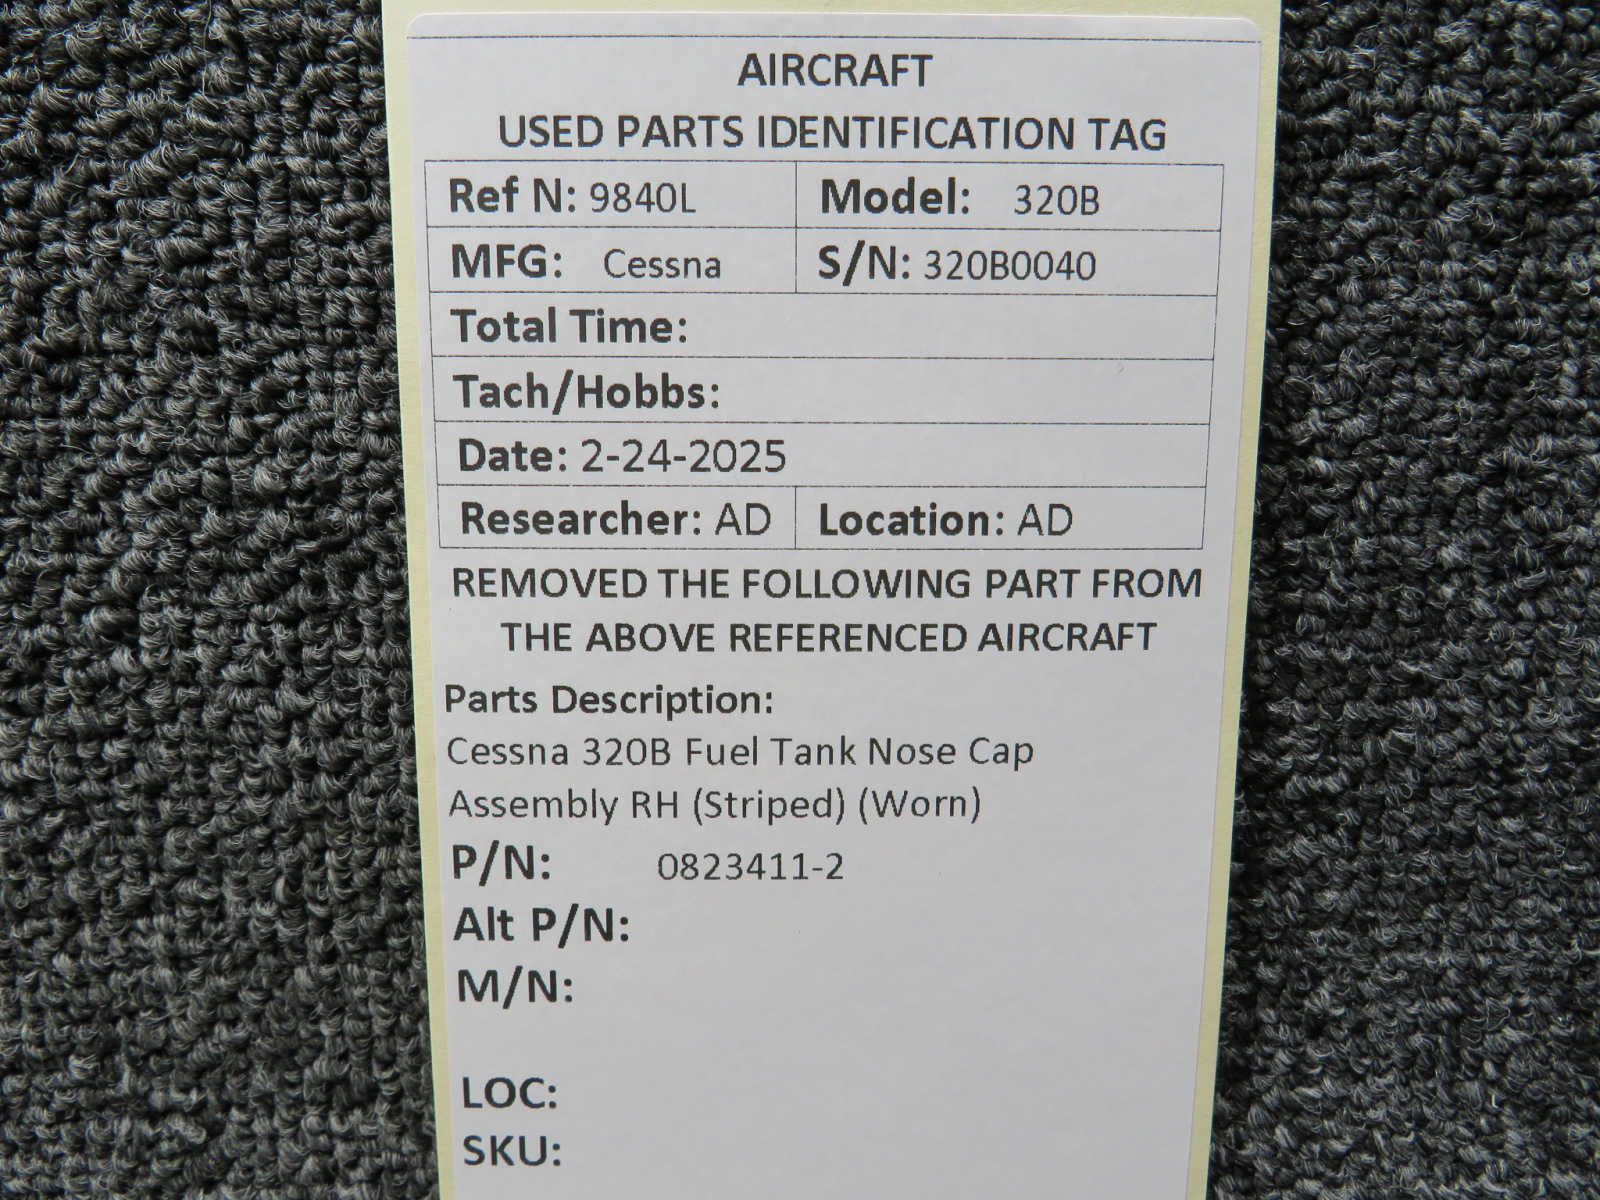 AIRCRAFT
USED PARTS IDENTIFICATION TAG
Ref N: 9840L Model: 320B
MFG: Cessna S/N: 320B0040
Total Time:
Tach/Hobbs:
Date: 2-24-2025
Researcher: AD Location: AD
REMOVED THE FOLLOWING PART FROM
THE ABOVE REFERENCED AIRCRAFT
Parts Description:
Cessna 320B Fuel Tank Nose Cap
Assembly RH (Striped) (Worn)
P/N: 0823411-2
Alt P/N:
M/N:
LOC:
SKU: